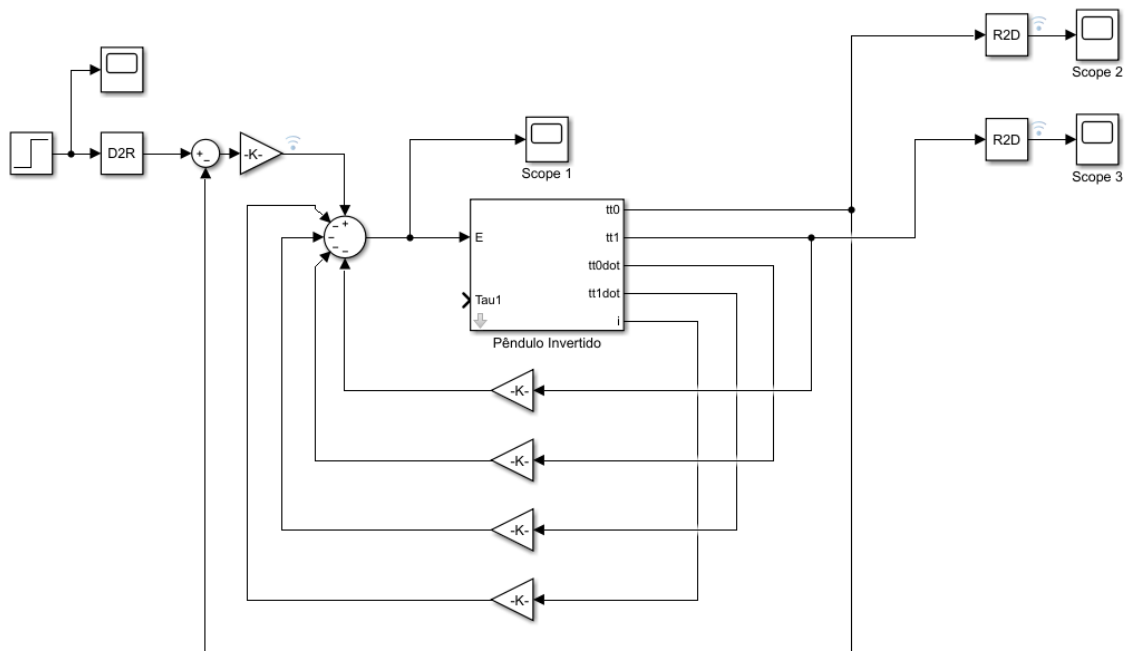 R2D
Scope 2
D2R
-K-
R2D
Scope 3
Scope 1
E
Tau1
tt0
tt1
tt0dot
tt1dot
i
Pêndulo Invertido
-K-
-K-
-K-
-K-